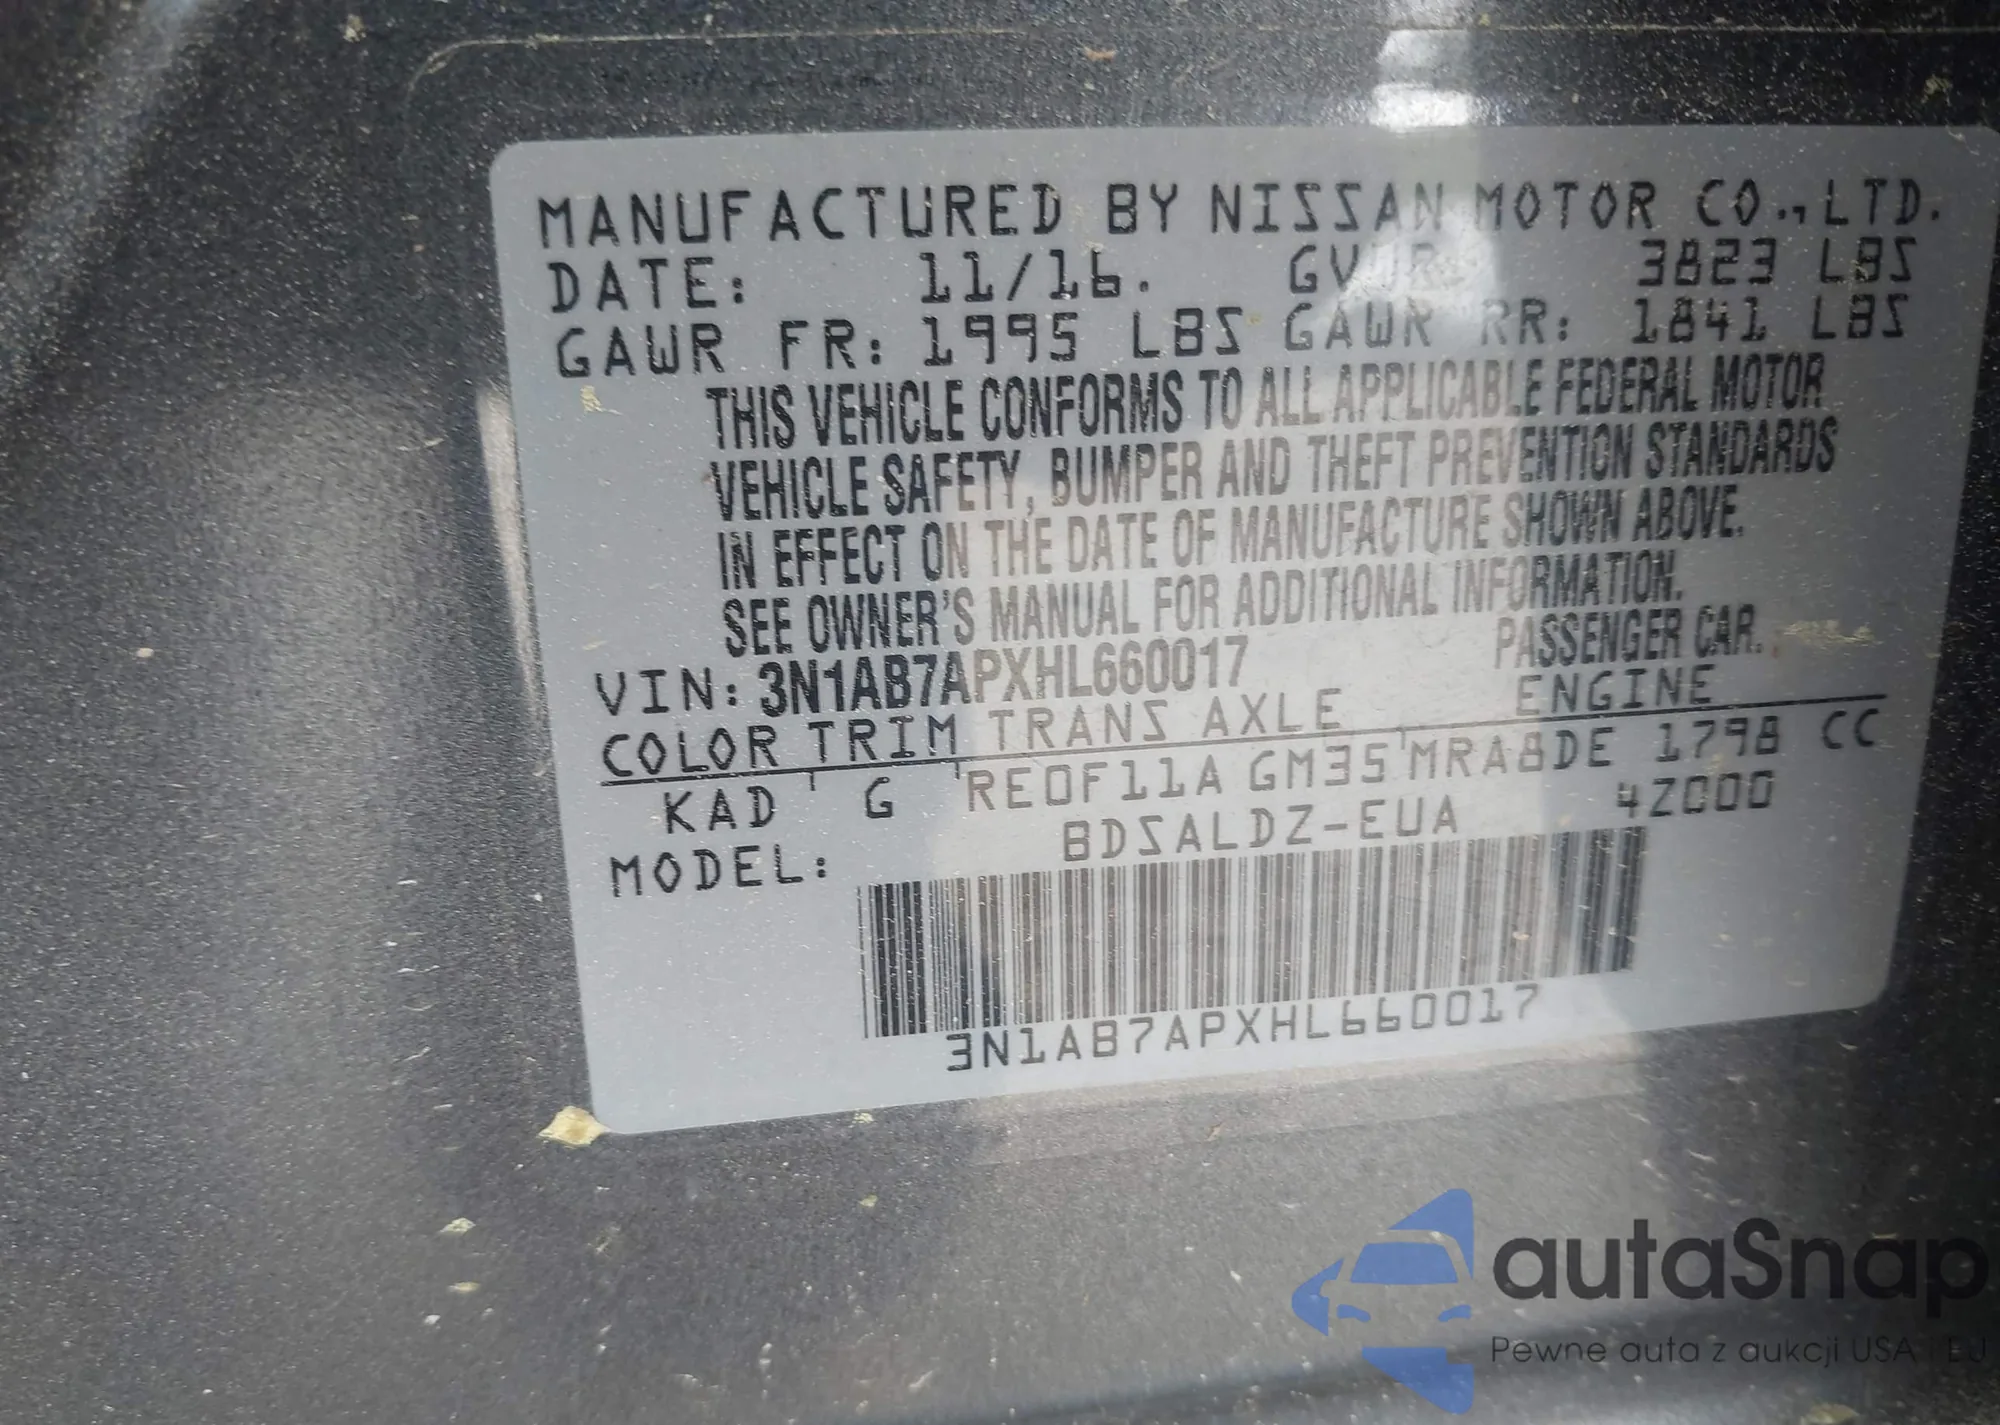 MANUFACTURED BY NISSAN MOTOR CO., LTD.
DATE: 11/16. GVWR: 3823 LBS
GAWR FR: 1995 LBS GAWR RR: 1841 LBS
THIS VEHICLE CONFORMS TO ALL APPLICABLE FEDERAL MOTOR
VEHICLE SAFETY, BUMPER AND THEFT PREVENTION STANDARDS
IN EFFECT ON THE DATE OF MANUFACTURE SHOWN ABOVE.
SEE OWNER'S MANUAL FOR ADDITIONAL INFORMATION.
VIN: 3N1AB7APXHL660017 PASSENGER CAR.
COLOR TRIM TRANS AXLE ENGINE
KAD G RE0F11A GM35 MRA8DE 1798 CC
MODEL: BDSALDZ-EUA 4Z000
3N1AB7APXHL660017
autaSnap
Pewne auta z aukcji USA i EU